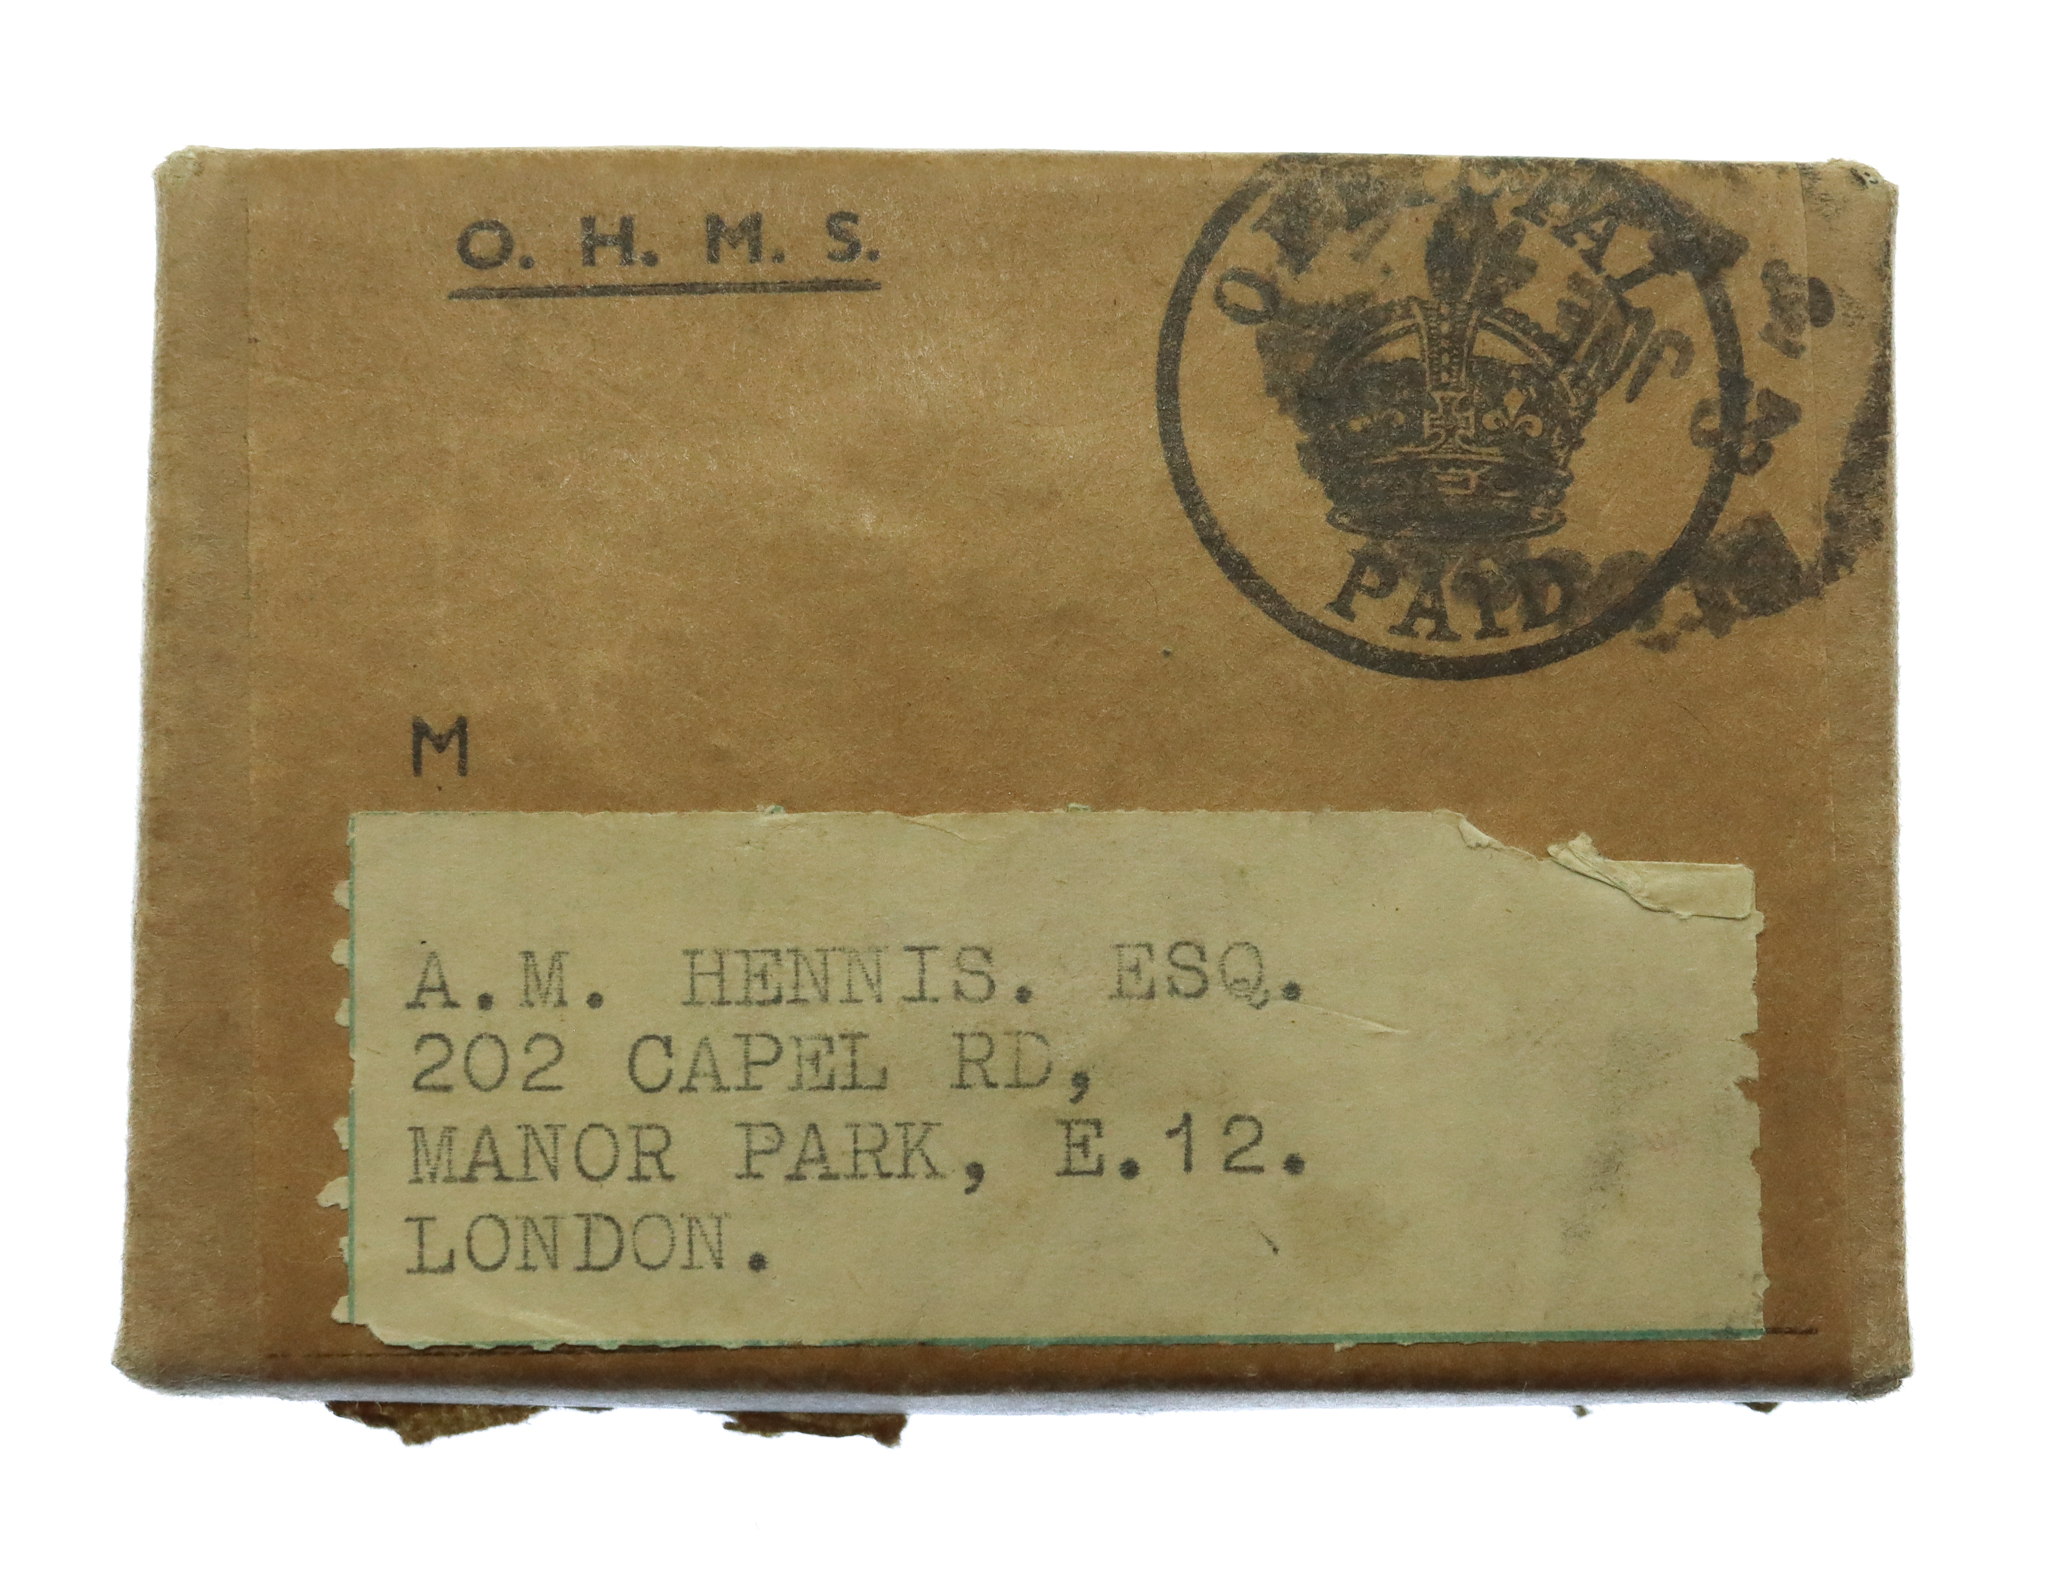 O. H. M. S.
OFFICIAL
PAID
M
A.M. HENNIS. ESQ.
202 CAPEL RD,
MANOR PARK, E.12.
LONDON.